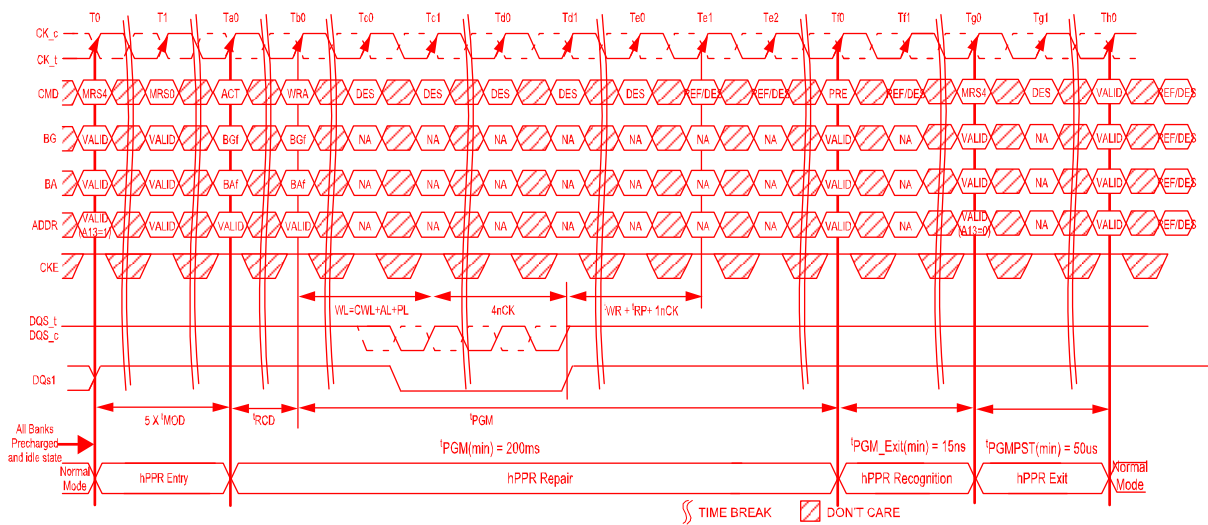 T0 T1 Ta0 Tb0 Tc0 Tc1 Td0 Td1 Te0 Te1 Te2 Tf0 Tf1 Tg0 Tg1 Th0
CK_c
CK_t
CMD MRS4 MRS0 ACT WRA DES DES DES DES DES REF/DES REF/DES PRE REF/DES MRS4 DES VALID REF/DES
BG VALID VALID BGf BGf NA NA NA NA NA NA NA VALID NA VALID NA VALID REF/DES
BA VALID VALID BAf BAf NA NA NA NA NA NA NA VALID NA VALID NA VALID REF/DES
ADDR VALID (A13=1) VALID VALID VALID NA NA NA NA NA NA NA VALID NA VALID (A13=0) NA VALID REF/DES
CKE
WL=CWL+AL+PL 4nCK tWR + tRP+ 1nCK
DQS_t
DQS_c
DQs1
5 X tMOD tRCD tPGM
All Banks
Precharged
and idle state
tPGM(min) = 200ms tPGM_Exit(min) = 15ns tPGMPST(min) = 50us
Normal
Mode
hPPR Entry hPPR Repair hPPR Recognition hPPR Exit
Normal
Mode
TIME BREAK DON'T CARE